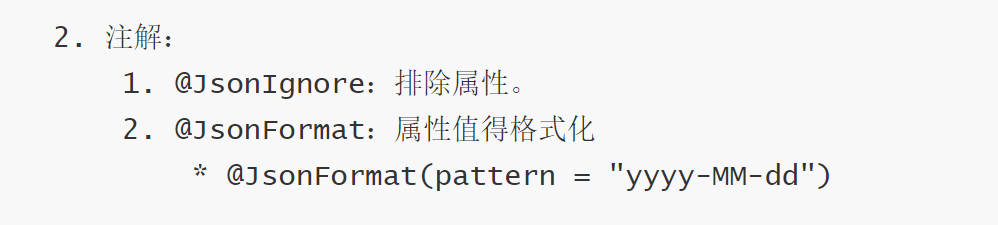 2. 注解：
1. @JsonIgnore：排除属性。
2. @JsonFormat：属性值得格式化
* @JsonFormat(pattern = "yyyy-MM-dd")